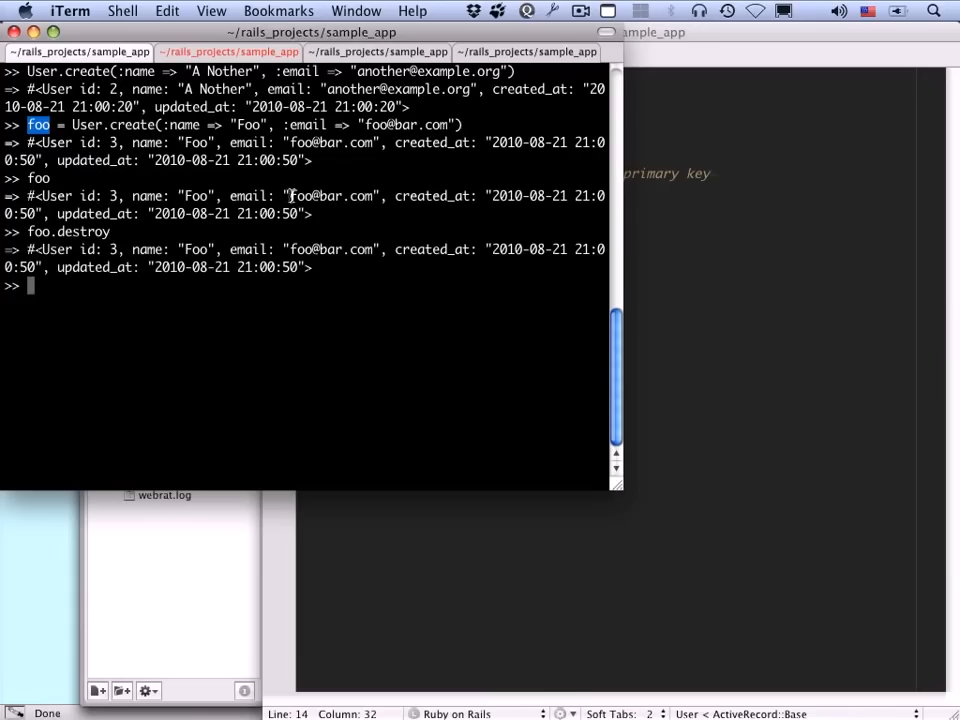 iTerm Shell Edit View Bookmarks Window Help
~/rails_projects/sample_app
mple_app
~/rails_projects/sample_app ~/rails_projects/sample_app ~/rails_projects/sample_app ~/rails_projects/sample_app
>> User.create(:name => "A Nother", :email => "another@example.org")
=> #<User id: 2, name: "A Nother", email: "another@example.org", created_at: "20
10-08-21 21:00:20", updated_at: "2010-08-21 21:00:20">
>> foo = User.create(:name => "Foo", :email => "foo@bar.com")
=> #<User id: 3, name: "Foo", email: "foo@bar.com", created_at: "2010-08-21 21:0
0:50", updated_at: "2010-08-21 21:00:50">
>> foo
=> #<User id: 3, name: "Foo", email: "foo@bar.com", created_at: "2010-08-21 21:0
0:50", updated_at: "2010-08-21 21:00:50">
>> foo.destroy
=> #<User id: 3, name: "Foo", email: "foo@bar.com", created_at: "2010-08-21 21:0
0:50", updated_at: "2010-08-21 21:00:50">
>>
primary key
webrat.log
Done
Line: 14 Column: 32 Ruby on Rails Soft Tabs: 2 User < ActiveRecord::Base